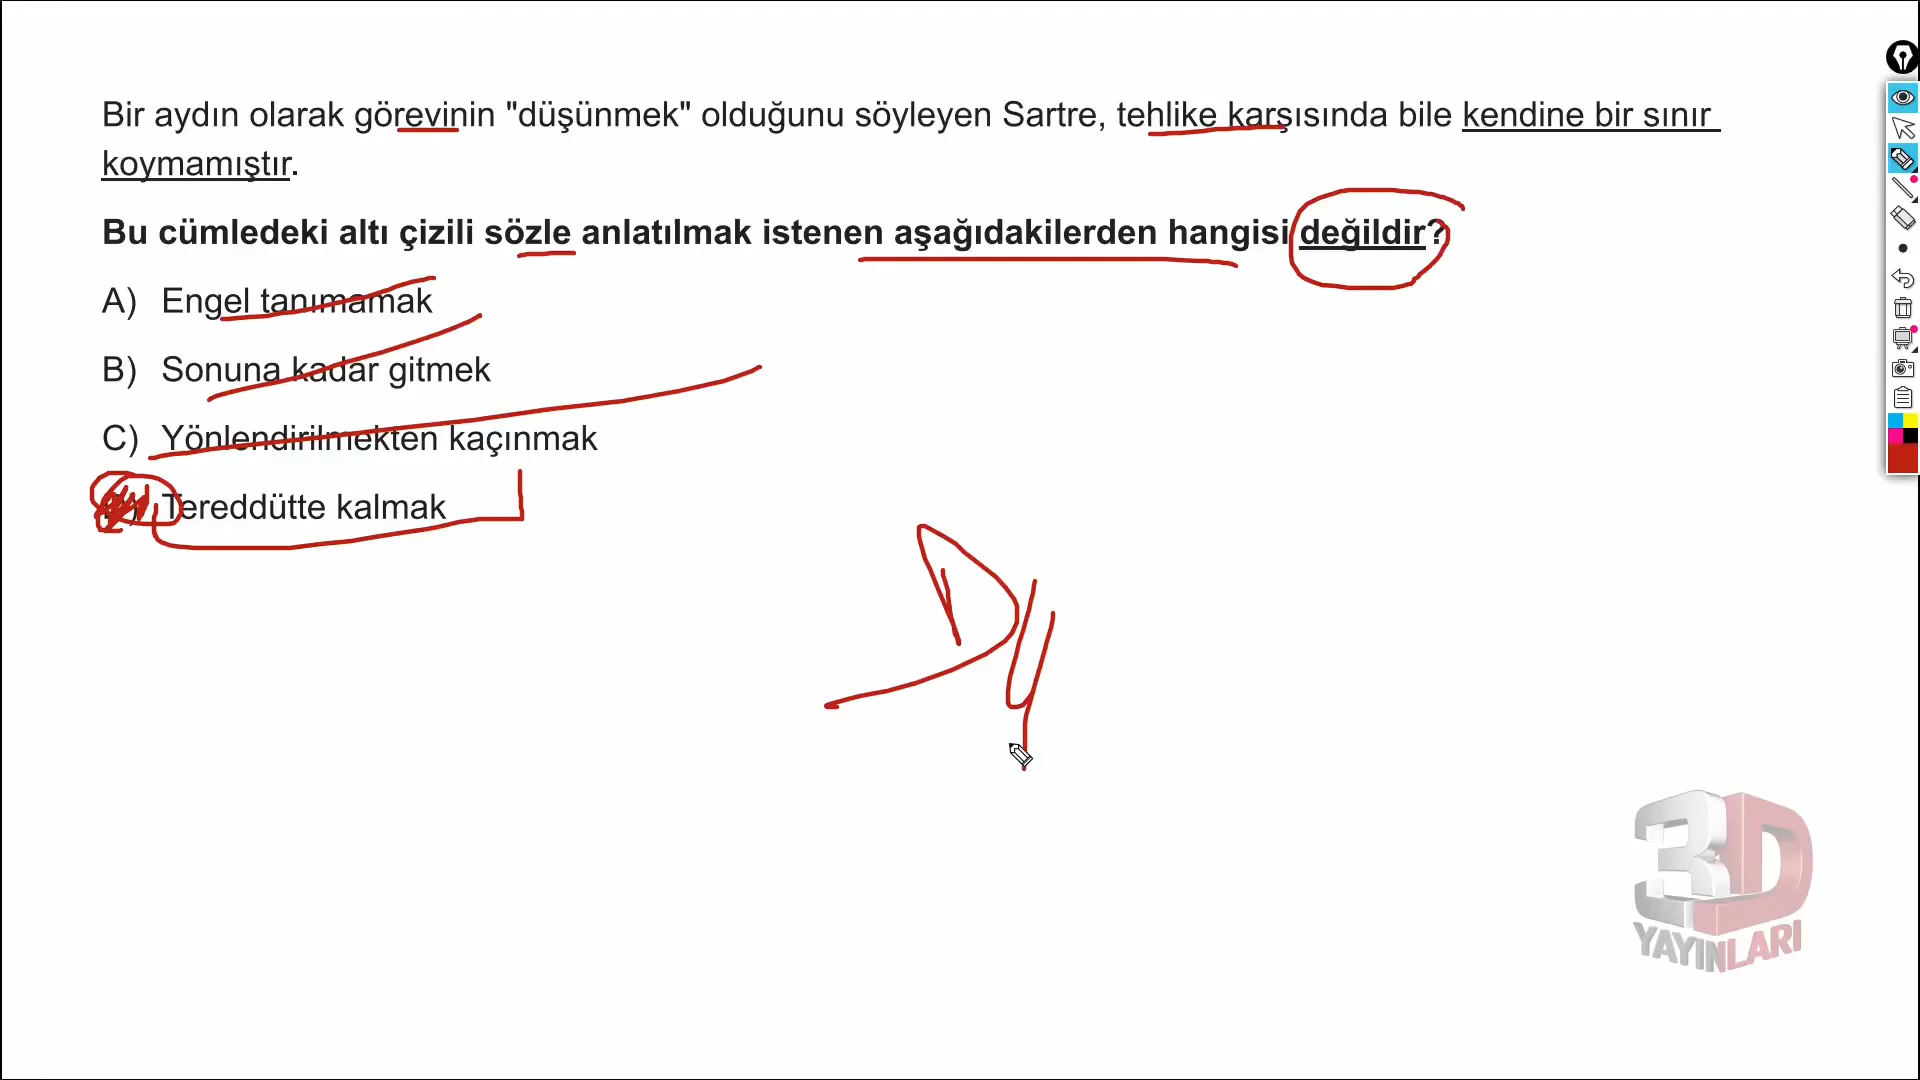 Bir aydın olarak görevinin "düşünmek" olduğunu söyleyen Sartre, tehlike karşısında bile kendine bir sınır
koymamıştır.
Bu cümledeki altı çizili sözle anlatılmak istenen aşağıdakilerden hangisi değildir?
A) Engel tanımamak
B) Sonuna kadar gitmek
C) Yönlendirilmekten kaçınmak
Tereddütte kalmak
3D
YAYINLARI